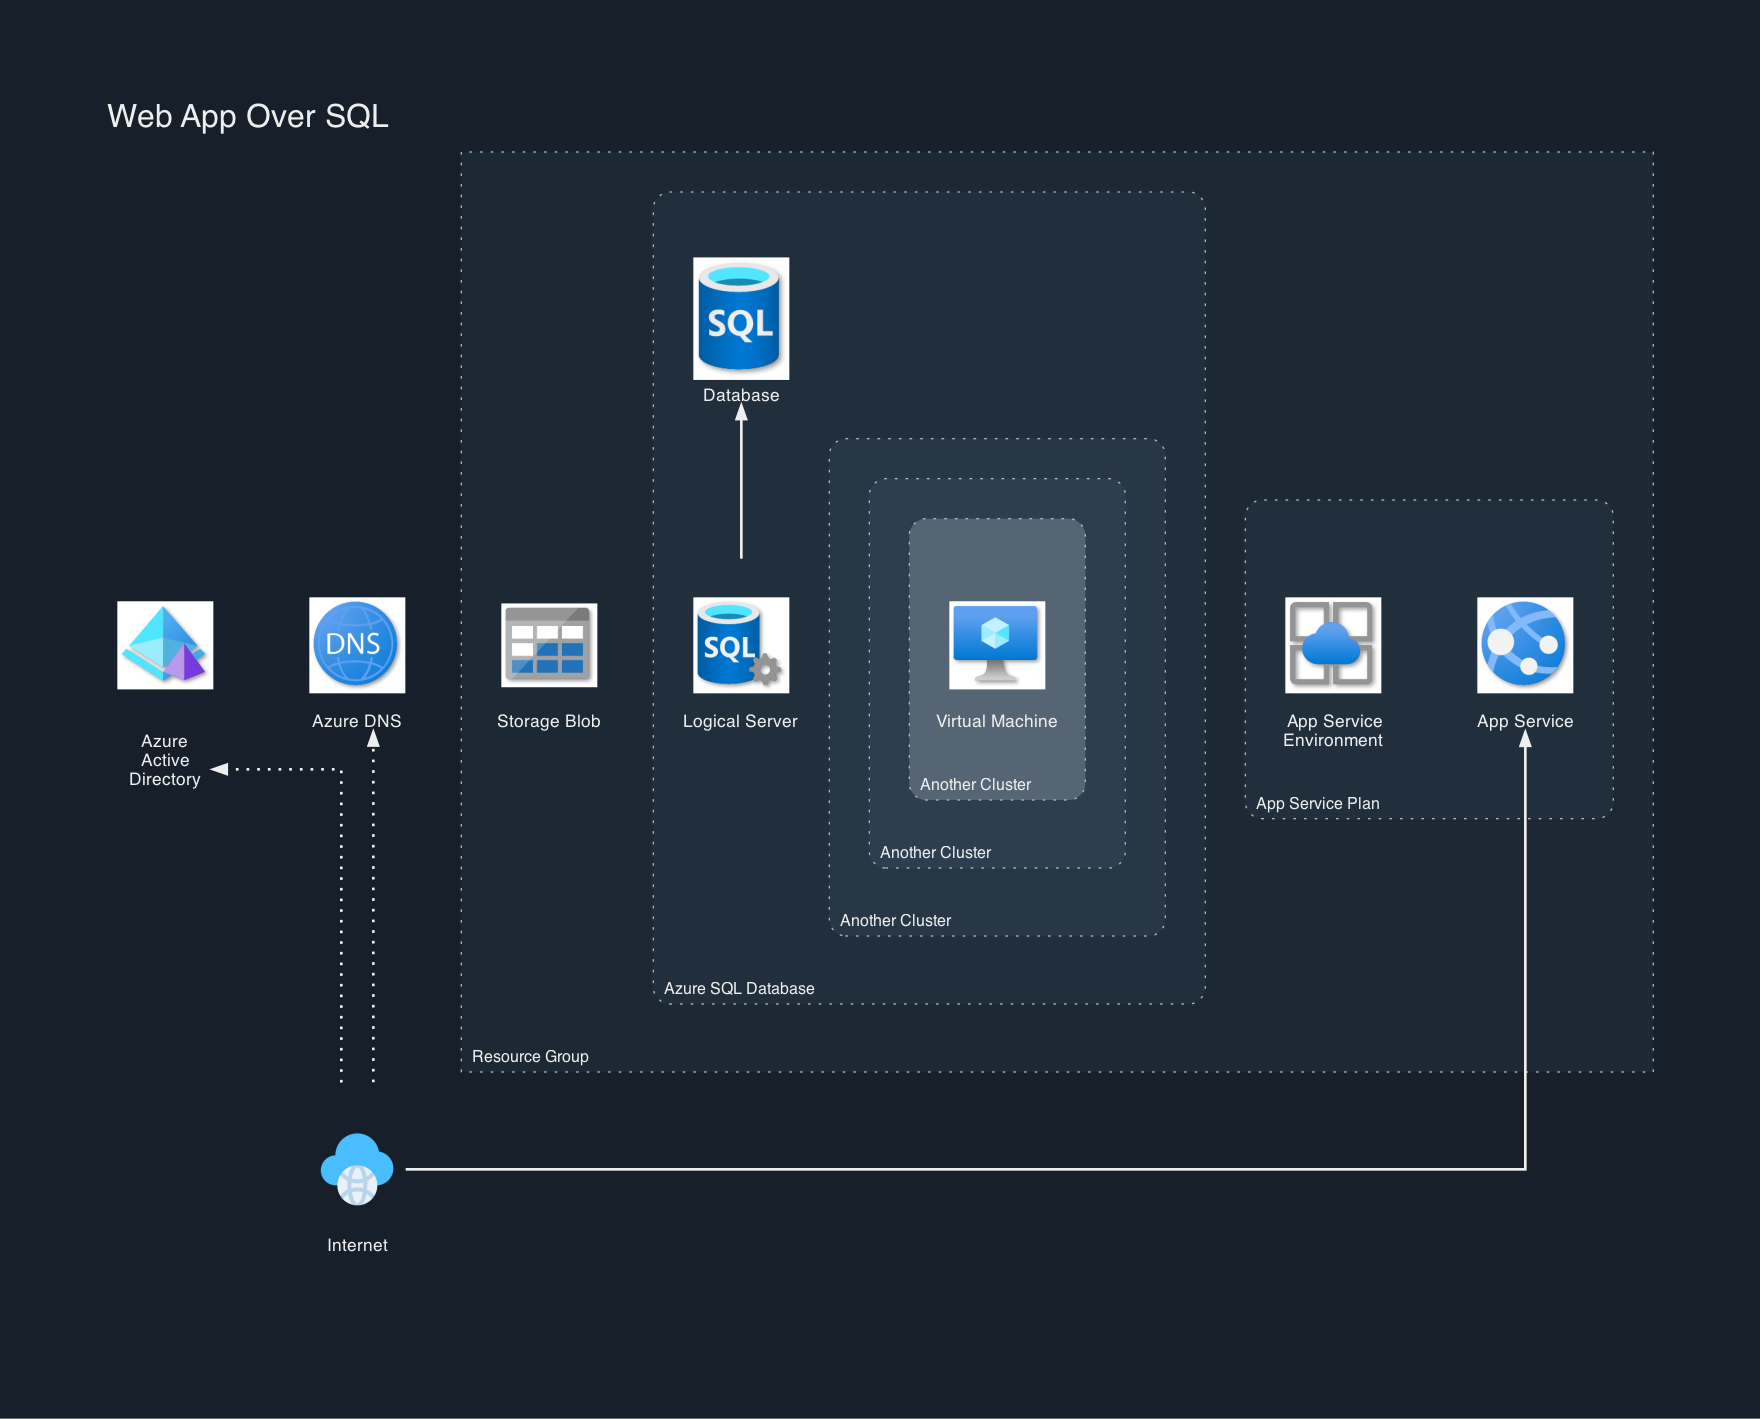 Web App Over SQL
SQL
Database
DNS
SQL
Azure
Active
Directory
Azure DNS
Storage Blob
Logical Server
Virtual Machine
App Service
Environment
App Service
Another Cluster
App Service Plan
Another Cluster
Another Cluster
Azure SQL Database
Resource Group
Internet